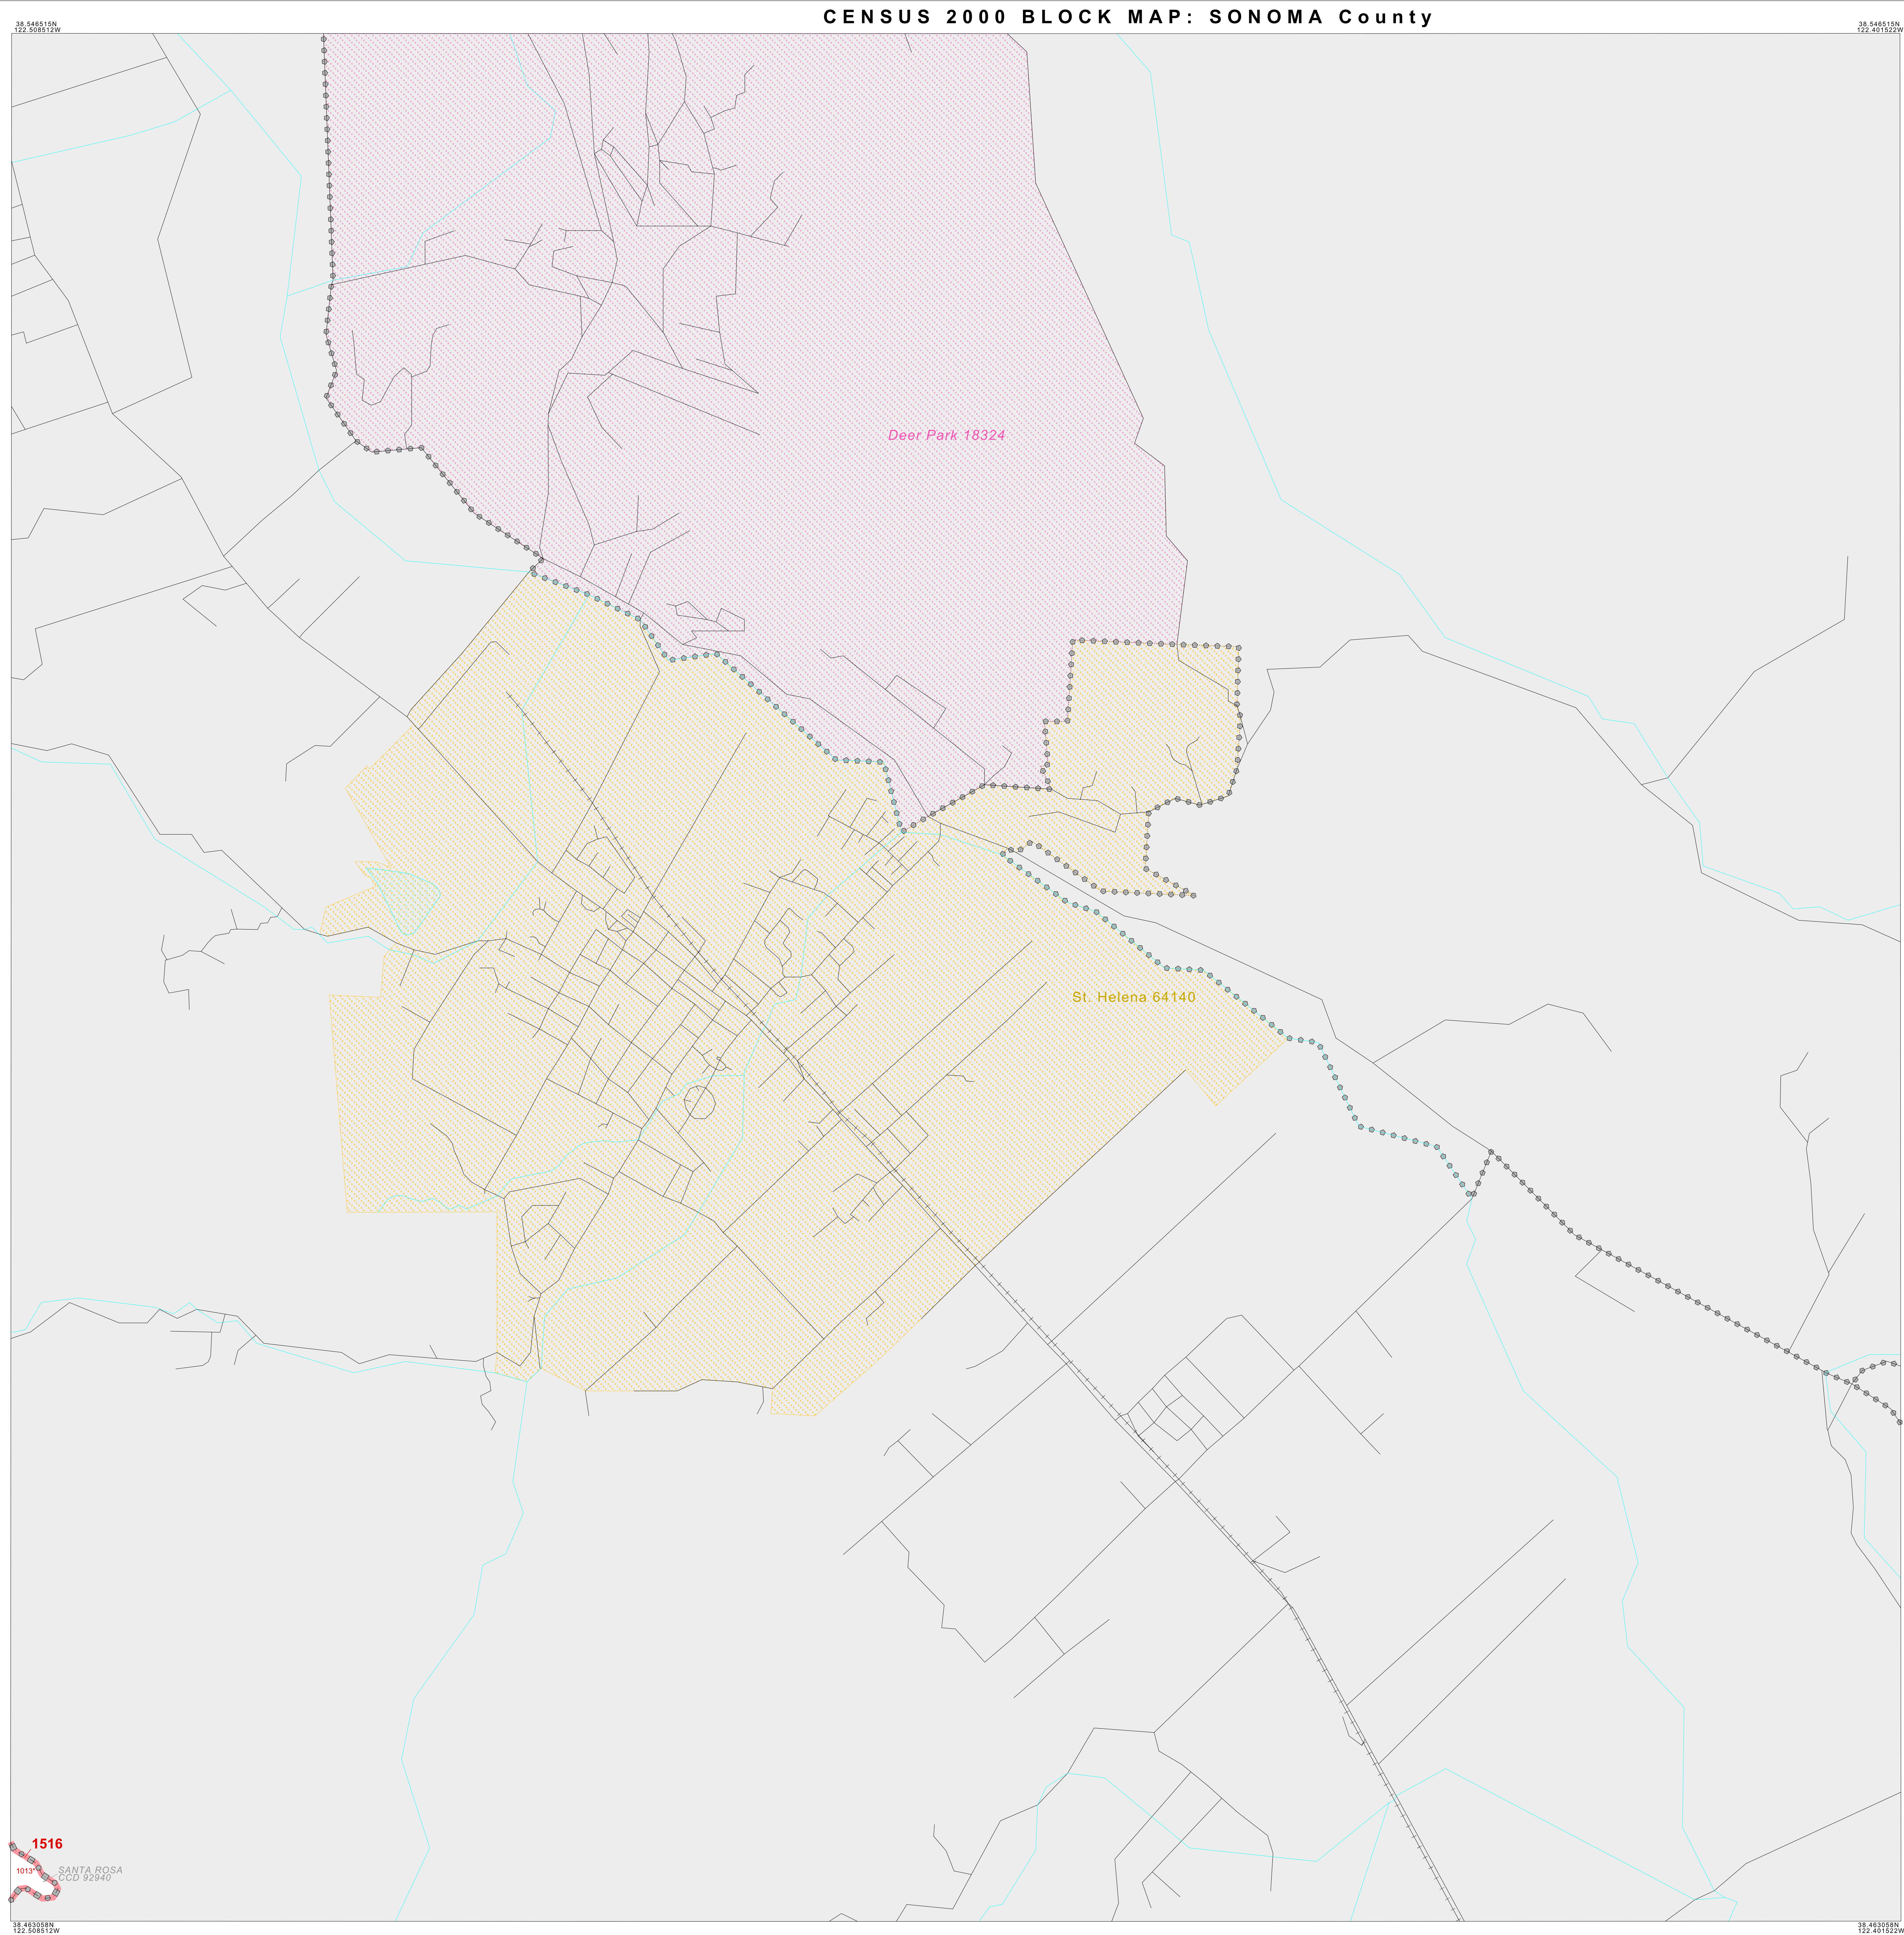 CENSUS 2000 BLOCK MAP: SONOMA County
38.546515N
122.508512W
38.546515N
122.401522W
Deer Park 18324
St. Helena 64140
1516
1013*
SANTA ROSA
CCD 92940
38.463058N
122.508512W
38.463058N
122.401522W